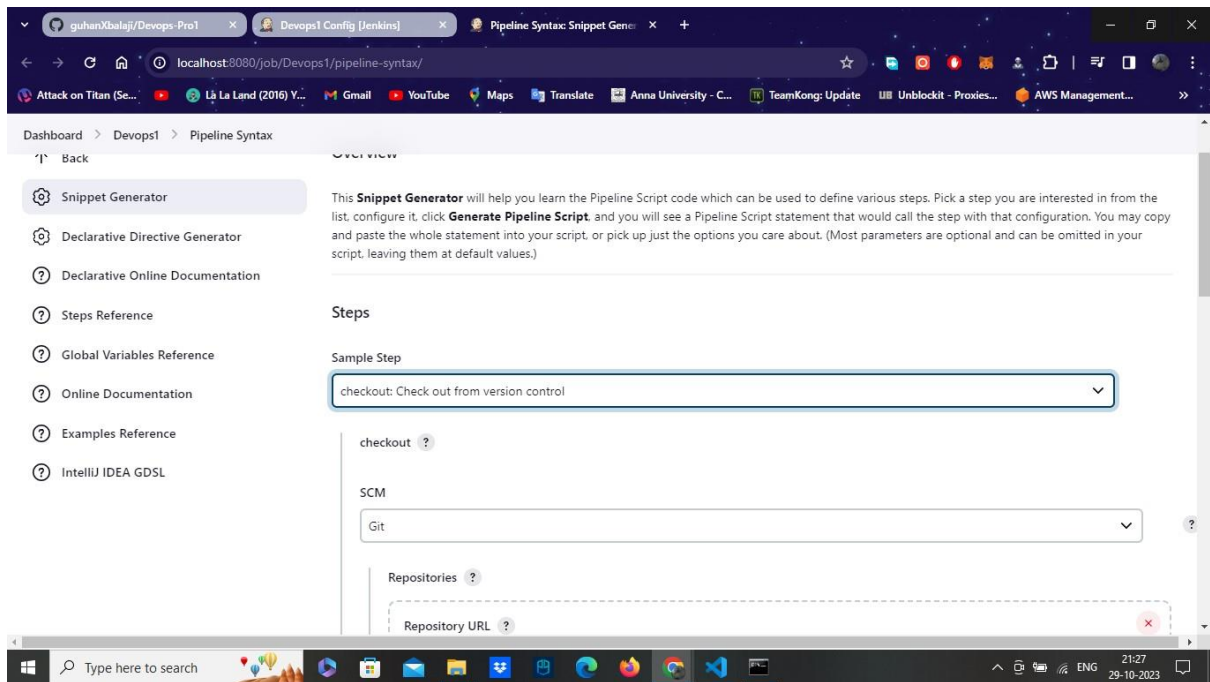 guhanXbalaji/Devops-Pro1
Devops1 Config [Jenkins]
Pipeline Syntax: Snippet Gene
localhost:8080/job/Devops1/pipeline-syntax/
Attack on Titan (Se...
La La Land (2016) Y...
Gmail
YouTube
Maps
Translate
Anna University - C...
TeamKong: Update
Unblockit - Proxies...
AWS Management...
Dashboard > Devops1 > Pipeline Syntax
Back
Snippet Generator
Declarative Directive Generator
Declarative Online Documentation
Steps Reference
Global Variables Reference
Online Documentation
Examples Reference
IntelliJ IDEA GDSL
Overview
This Snippet Generator will help you learn the Pipeline Script code which can be used to define various steps. Pick a step you are interested in from the
list, configure it, click Generate Pipeline Script, and you will see a Pipeline Script statement that would call the step with that configuration. You may copy
and paste the whole statement into your script, or pick up just the options you care about. (Most parameters are optional and can be omitted in your
script, leaving them at default values.)
Steps
Sample Step
checkout: Check out from version control
checkout ?
SCM
Git
?
Repositories ?
Repository URL ?
Type here to search
ENG
21:27
29-10-2023